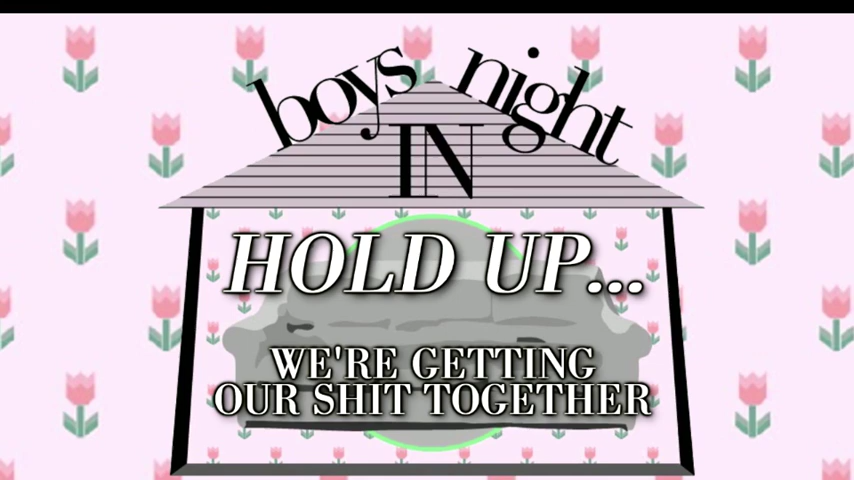 boys night
IN
HOLD UP...
WE'RE GETTING
OUR SHIT TOGETHER